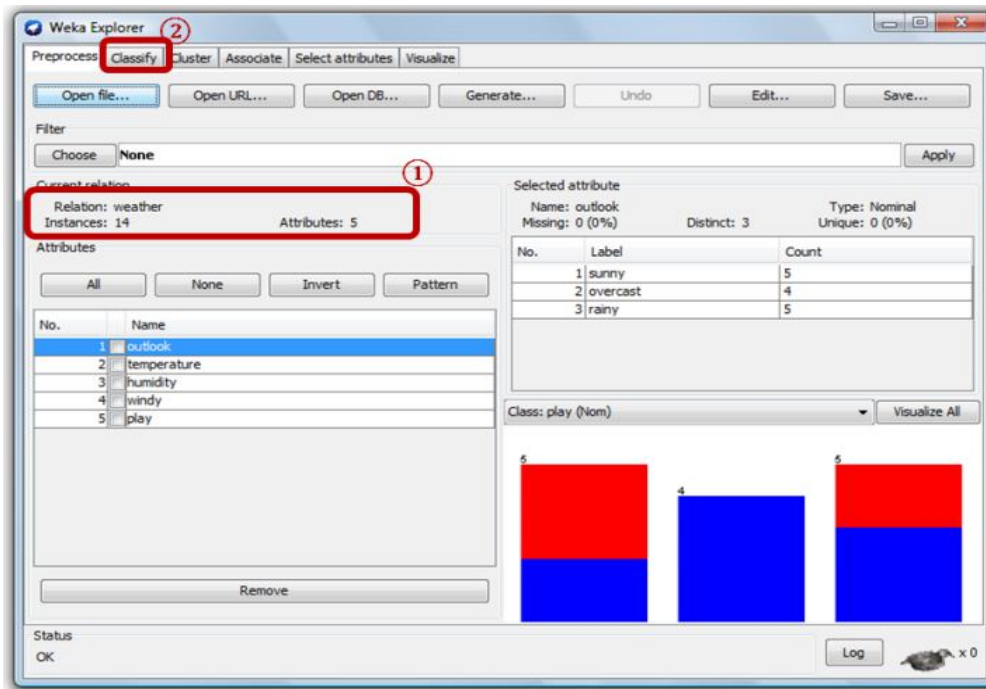 Weka Explorer ②
Preprocess Classify Cluster Associate Select attributes Visualize
Open file... Open URL... Open DB... Generate... Undo Edit... Save...
Filter
Choose None Apply
①
Current relation
Relation: weather
Instances: 14 Attributes: 5
Attributes
All None Invert Pattern
No. Name
1 outlook
2 temperature
3 humidity
4 windy
5 play
Remove
Selected attribute
Name: outlook Type: Nominal
Missing: 0 (0%) Distinct: 3 Unique: 0 (0%)
No. Label Count
1 sunny 5
2 overcast 4
3 rainy 5
Class: play (Nom) Visualize All
5 4 5
Status
OK Log x 0